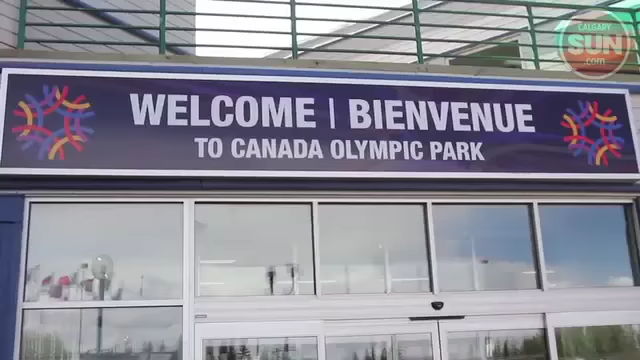 CALGARY
SUN
.com
WELCOME | BIENVENUE
TO CANADA OLYMPIC PARK